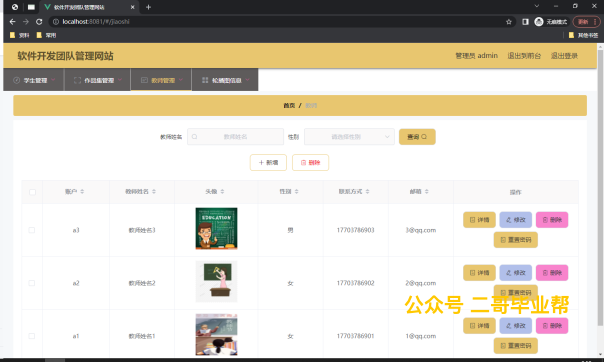 软件开发团队管理网站
localhost:8081/#/jiaoshi
无痕模式
更新
资料
常用
其他书签
软件开发团队管理网站
管理员 admin
退出到前台
退出登录
学生管理
作品集管理
教师管理
轮播图信息
首页 / 教师
教师姓名
教师姓名
性别
请选择性别
查询
+ 新增
删除
账户
教师姓名
头像
性别
联系方式
邮箱
操作
a3
教师姓名3
EDUCATION
男
17703786903
3@qq.com
详情
修改
删除
重置密码
a2
教师姓名2
女
17703786902
2@qq.com
详情
修改
删除
重置密码
公众号 二哥毕业帮
a1
教师姓名1
女
17703786901
1@qq.com
详情
修改
删除
重置密码